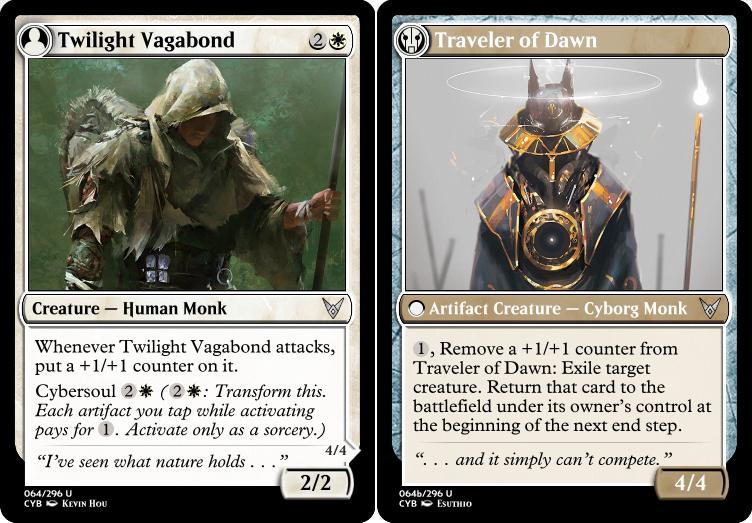 Twilight Vagabond 2
Creature — Human Monk
Whenever Twilight Vagabond attacks,
put a +1/+1 counter on it.
Cybersoul 2 (2: Transform this.
Each artifact you tap while activating
pays for 1. Activate only as a sorcery.)
“I've seen what nature holds . . .”
4/4
2/2
064/296 U
CYB Kevin Hou
Traveler of Dawn
Artifact Creature — Cyborg Monk
1, Remove a +1/+1 counter from
Traveler of Dawn: Exile target
creature. Return that card to the
battlefield under its owner's control at
the beginning of the next end step.
“. . . and it simply can't compete.”
4/4
064b/296 U
CYB Esuthio